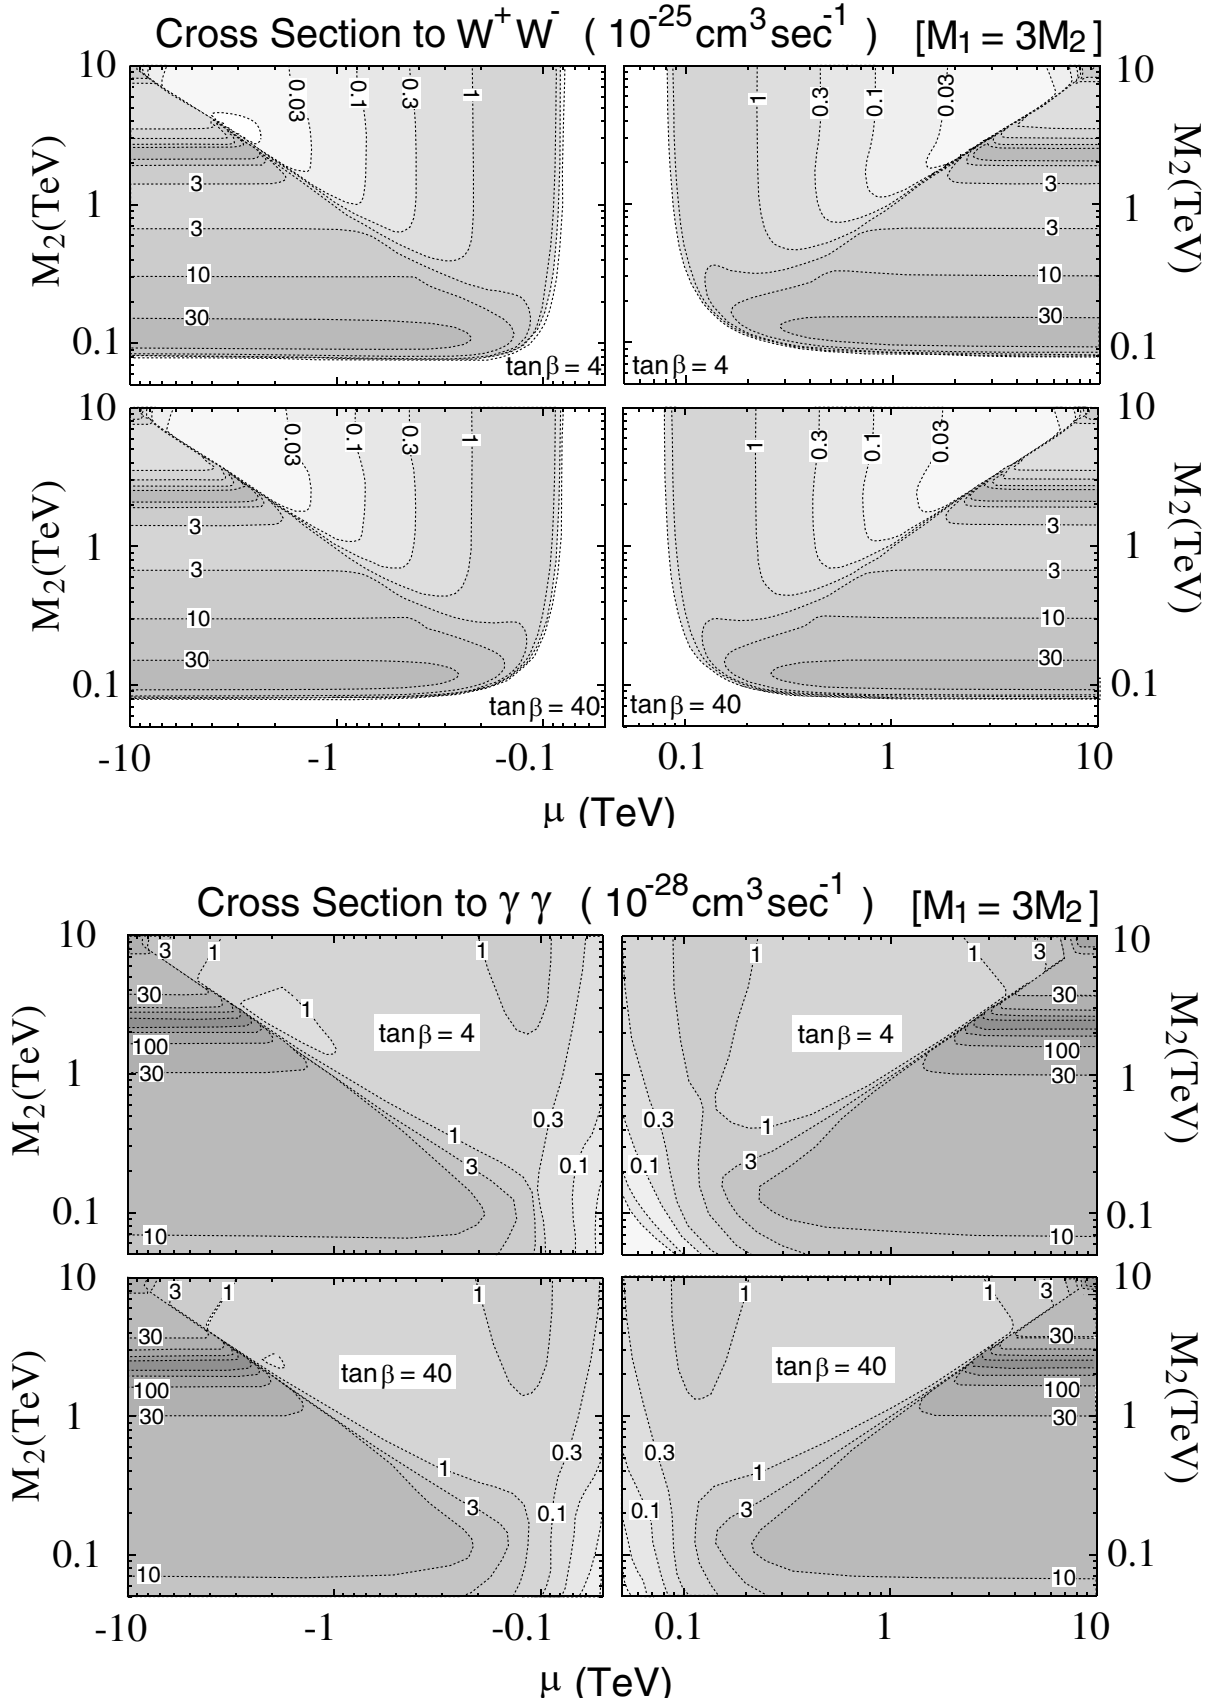 Cross Section to W⁺W⁻ ( 10⁻²⁵cm³sec⁻¹ ) [M₁ = 3M₂]
10 10
M₂(TeV) M₂(TeV)
0.03 0.1 0.3 1 1 0.3 0.1 0.03
3 3
1 1
3 3
10 10
30 30
0.1 0.1
tanβ = 4 tanβ = 4
10 10
M₂(TeV) M₂(TeV)
0.03 0.1 0.3 1 1 0.3 0.1 0.03
3 3
1 1
3 3
10 10
30 30
0.1 0.1
tanβ = 40 tanβ = 40
-10 -1 -0.1 0.1 1 10
μ (TeV)
Cross Section to γ γ ( 10⁻²⁸cm³sec⁻¹ ) [M₁ = 3M₂]
10 10
M₂(TeV) M₂(TeV)
3 1 1 1 1 3
30 1 30
tanβ = 4 tanβ = 4
100 100
30 30
1 1
0.3 0.3
1 1
3 0.1 0.1 3
0.1 0.1
10 10
10 10
M₂(TeV) M₂(TeV)
3 1 1 1 1 3
30 30
tanβ = 40 tanβ = 40
100 100
30 30
1 1
0.3 0.3
1 1
3 0.1 0.1 3
0.1 0.1
10 10
-10 -1 -0.1 0.1 1 10
μ (TeV)